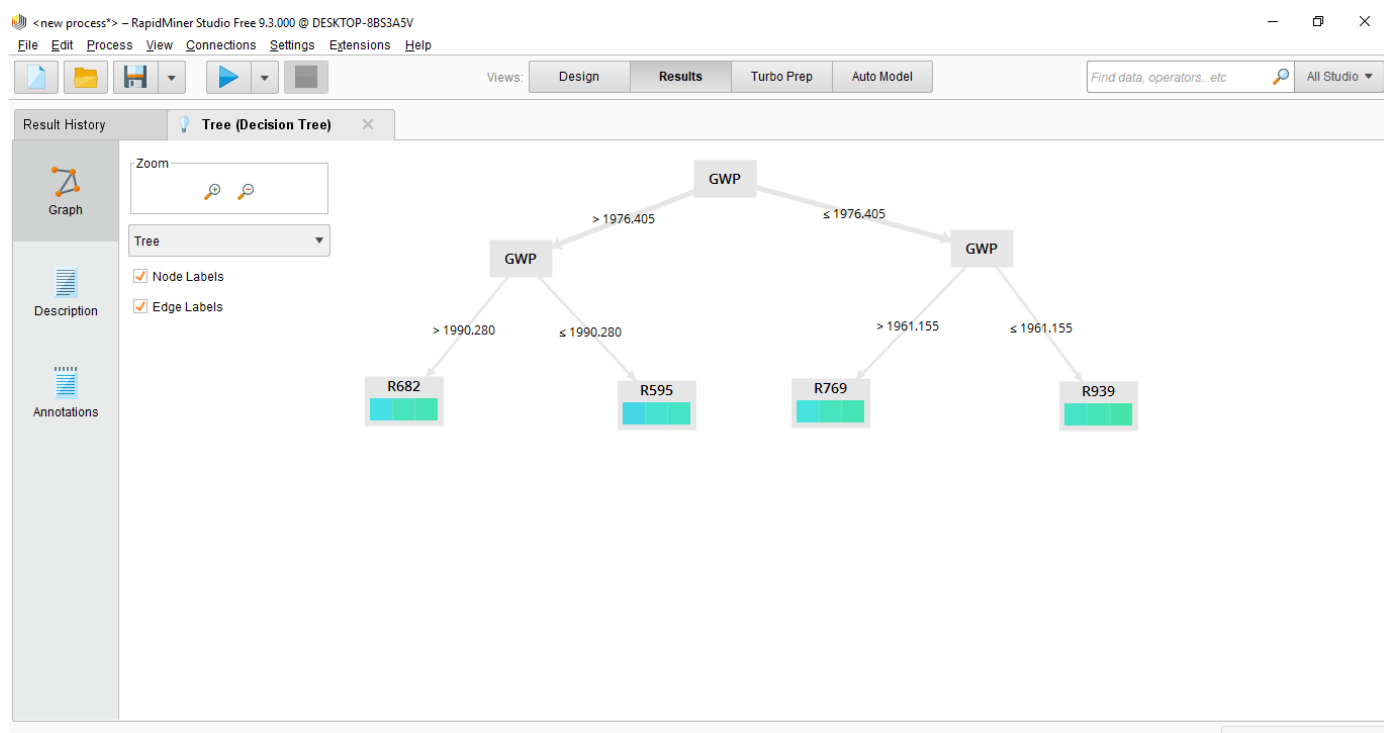 <new process*> – RapidMiner Studio Free 9.3.000 @ DESKTOP-8BS3A5V
File Edit Process View Connections Settings Extensions Help
Views: Design Results Turbo Prep Auto Model Find data, operators...etc All Studio
Result History Tree (Decision Tree)
Graph
Description
Annotations
Zoom
Tree
Node Labels
Edge Labels
GWP
> 1976.405 ≤ 1976.405
GWP GWP
> 1990.280 ≤ 1990.280 > 1961.155 ≤ 1961.155
R682 R595 R769 R939